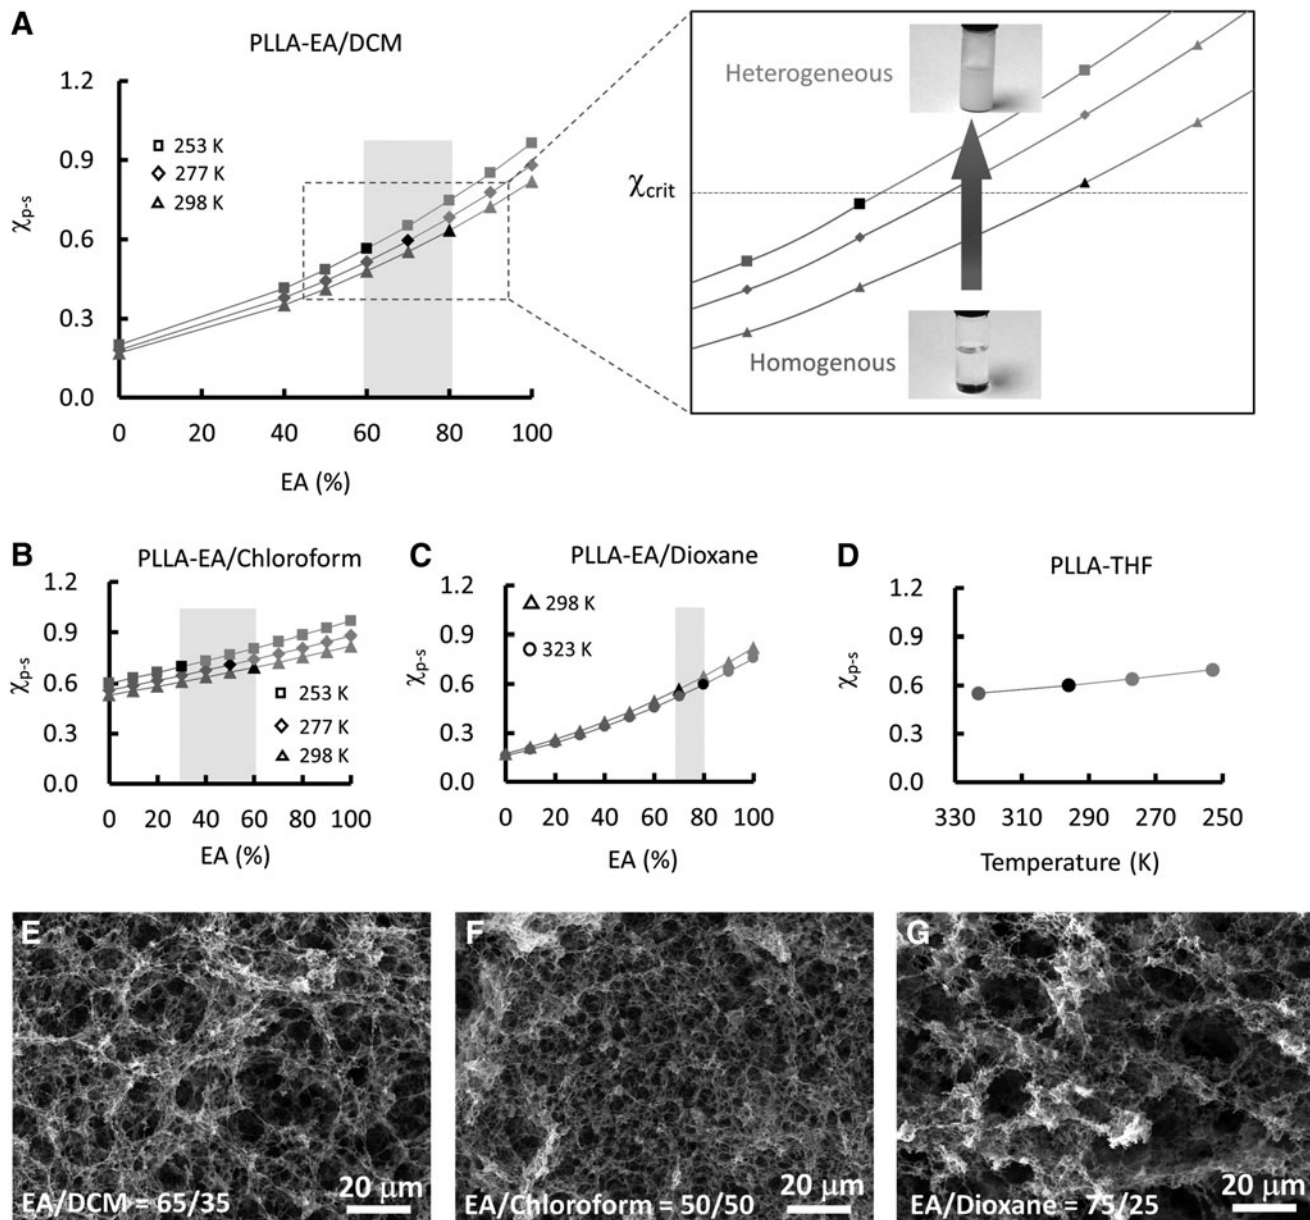 A
PLLA-EA/DCM
1.2
0.9
0.6
0.3
0.0
χp-s
253 K
277 K
298 K
0 20 40 60 80 100
EA (%)
Heterogeneous
χcrit
Homogenous
B
PLLA-EA/Chloroform
1.2
0.9
0.6
0.3
0.0
χp-s
253 K
277 K
298 K
0 20 40 60 80 100
EA (%)
C
PLLA-EA/Dioxane
1.2
0.9
0.6
0.3
0.0
χp-s
298 K
323 K
0 20 40 60 80 100
EA (%)
D
PLLA-THF
1.2
0.9
0.6
0.3
0.0
χp-s
330 310 290 270 250
Temperature (K)
E
EA/DCM = 65/35
20 μm
F
EA/Chloroform = 50/50
20 μm
G
EA/Dioxane = 75/25
20 μm